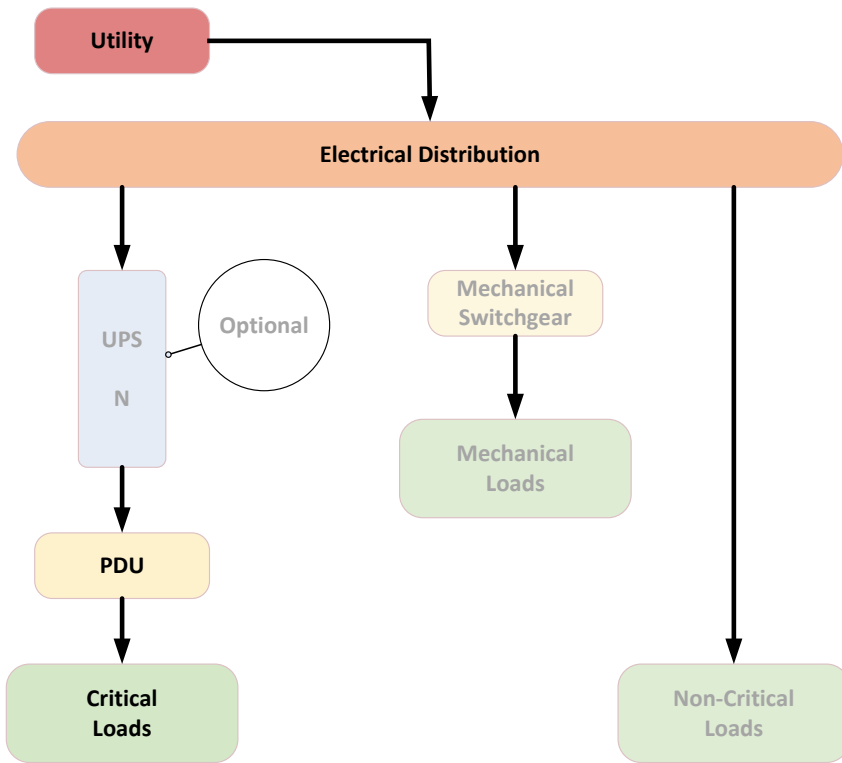 Utility
Electrical Distribution
UPS
N
Optional
Mechanical
Switchgear
Mechanical
Loads
PDU
Critical
Loads
Non-Critical
Loads